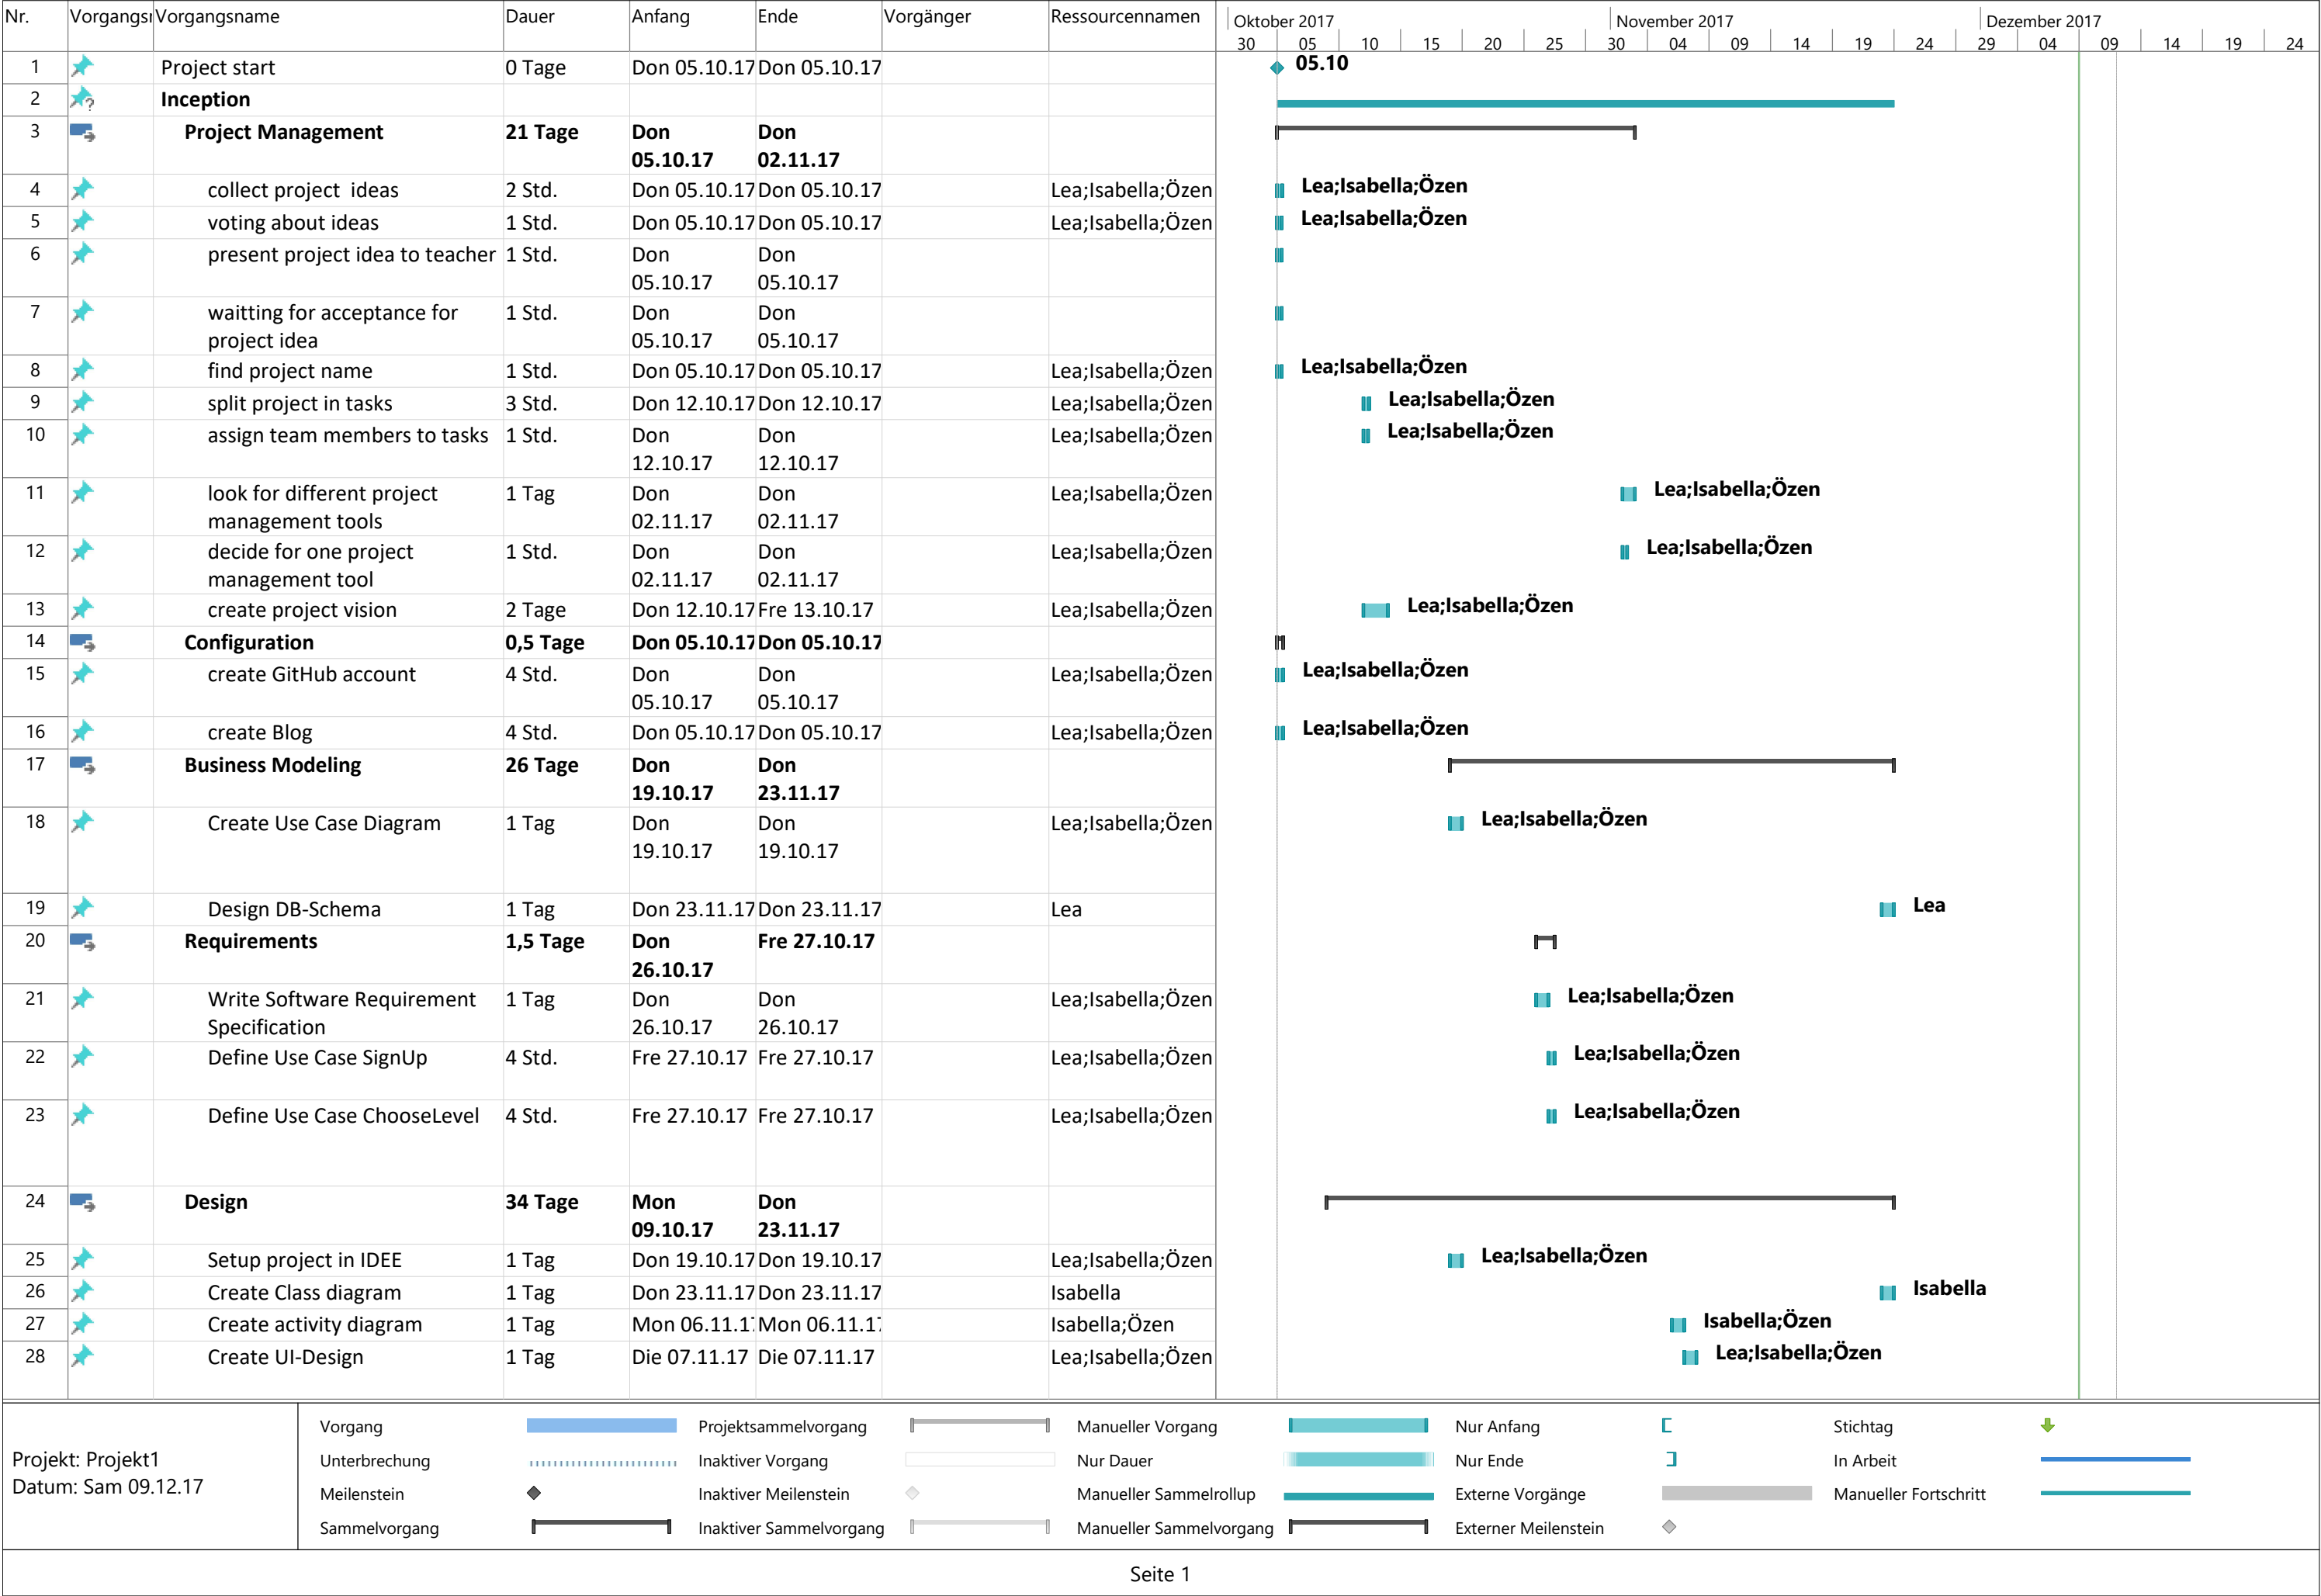 Nr. Vorgangsr Vorgangsname Dauer Anfang Ende Vorgänger Ressourcennamen
Oktober 2017 November 2017 Dezember 2017
30 05 10 15 20 25 30 04 09 14 19 24 29 04 09 14 19 24
1 Project start 0 Tage Don 05.10.17 Don 05.10.17 05.10
2 Inception
3 Project Management 21 Tage Don Don
05.10.17 02.11.17
4 collect project ideas 2 Std. Don 05.10.17 Don 05.10.17 Lea;Isabella;Özen Lea;Isabella;Özen
5 voting about ideas 1 Std. Don 05.10.17 Don 05.10.17 Lea;Isabella;Özen Lea;Isabella;Özen
6 present project idea to teacher 1 Std. Don Don
05.10.17 05.10.17
7 waitting for acceptance for 1 Std. Don Don
project idea 05.10.17 05.10.17
8 find project name 1 Std. Don 05.10.17 Don 05.10.17 Lea;Isabella;Özen Lea;Isabella;Özen
9 split project in tasks 3 Std. Don 12.10.17 Don 12.10.17 Lea;Isabella;Özen Lea;Isabella;Özen
10 assign team members to tasks 1 Std. Don Don Lea;Isabella;Özen Lea;Isabella;Özen
12.10.17 12.10.17
11 look for different project 1 Tag Don Don Lea;Isabella;Özen Lea;Isabella;Özen
management tools 02.11.17 02.11.17
12 decide for one project 1 Std. Don Don Lea;Isabella;Özen Lea;Isabella;Özen
management tool 02.11.17 02.11.17
13 create project vision 2 Tage Don 12.10.17 Fre 13.10.17 Lea;Isabella;Özen Lea;Isabella;Özen
14 Configuration 0,5 Tage Don 05.10.17 Don 05.10.17
15 create GitHub account 4 Std. Don Don Lea;Isabella;Özen Lea;Isabella;Özen
05.10.17 05.10.17
16 create Blog 4 Std. Don 05.10.17 Don 05.10.17 Lea;Isabella;Özen Lea;Isabella;Özen
17 Business Modeling 26 Tage Don Don
19.10.17 23.11.17
18 Create Use Case Diagram 1 Tag Don Don Lea;Isabella;Özen Lea;Isabella;Özen
19.10.17 19.10.17
19 Design DB-Schema 1 Tag Don 23.11.17 Don 23.11.17 Lea Lea
20 Requirements 1,5 Tage Don Fre 27.10.17
26.10.17
21 Write Software Requirement 1 Tag Don Don Lea;Isabella;Özen Lea;Isabella;Özen
Specification 26.10.17 26.10.17
22 Define Use Case SignUp 4 Std. Fre 27.10.17 Fre 27.10.17 Lea;Isabella;Özen Lea;Isabella;Özen
23 Define Use Case ChooseLevel 4 Std. Fre 27.10.17 Fre 27.10.17 Lea;Isabella;Özen Lea;Isabella;Özen
24 Design 34 Tage Mon Don
09.10.17 23.11.17
25 Setup project in IDEE 1 Tag Don 19.10.17 Don 19.10.17 Lea;Isabella;Özen Lea;Isabella;Özen
26 Create Class diagram 1 Tag Don 23.11.17 Don 23.11.17 Isabella Isabella
27 Create activity diagram 1 Tag Mon 06.11.1 Mon 06.11.1 Isabella;Özen Isabella;Özen
28 Create UI-Design 1 Tag Die 07.11.17 Die 07.11.17 Lea;Isabella;Özen Lea;Isabella;Özen
Projekt: Projekt1
Datum: Sam 09.12.17
Vorgang Projektsammelvorgang Manueller Vorgang Nur Anfang Stichtag
Unterbrechung Inaktiver Vorgang Nur Dauer Nur Ende In Arbeit
Meilenstein Inaktiver Meilenstein Manueller Sammelrollup Externe Vorgänge Manueller Fortschritt
Sammelvorgang Inaktiver Sammelvorgang Manueller Sammelvorgang Externer Meilenstein
Seite 1